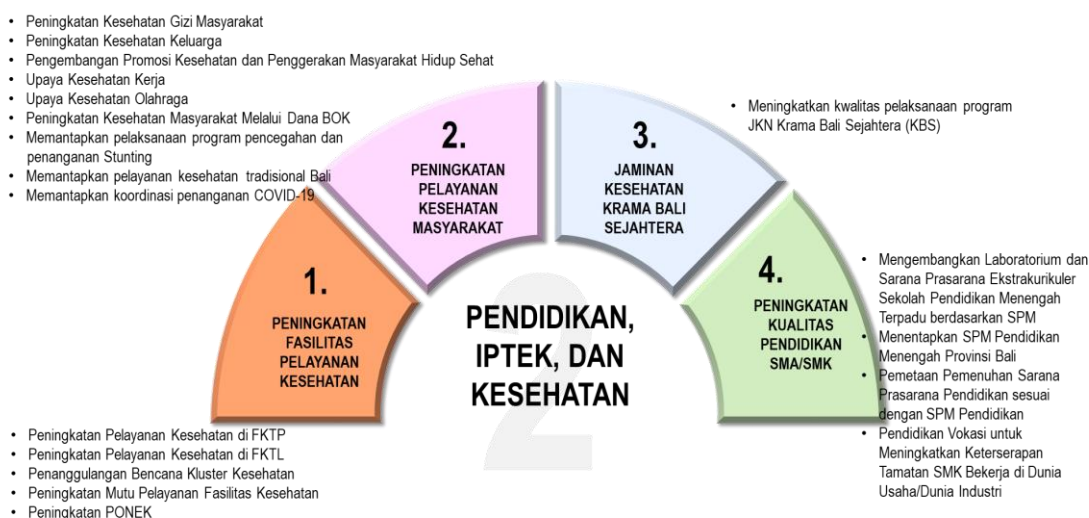 • Peningkatan Kesehatan Gizi Masyarakat
• Peningkatan Kesehatan Keluarga
• Pengembangan Promosi Kesehatan dan Penggerakan Masyarakat Hidup Sehat
• Upaya Kesehatan Kerja
• Upaya Kesehatan Olahraga
• Peningkatan Kesehatan Masyarakat Melalui Dana BOK
• Memantapkan pelaksanaan program pencegahan dan
penanganan Stunting
• Memantapkan pelayanan kesehatan tradisional Bali
• Memantapkan koordinasi penanganan COVID-19
2.
PENINGKATAN
PELAYANAN
KESEHATAN
MASYARAKAT
3.
JAMINAN
KESEHATAN
KRAMA BALI
SEJAHTERA
• Meningkatkan kwalitas pelaksanaan program
JKN Krama Bali Sejahtera (KBS)
1.
PENINGKATAN
FASILITAS
PELAYANAN
KESEHATAN
2
PENDIDIKAN,
IPTEK, DAN
KESEHATAN
4.
PENINGKATAN
KUALITAS
PENDIDIKAN
SMA/SMK
• Mengembangkan Laboratorium dan
Sarana Prasarana Ekstrakurikuler
Sekolah Pendidikan Menengah
Terpadu berdasarkan SPM
• Menentapkan SPM Pendidikan
Menengah Provinsi Bali
• Pemetaan Pemenuhan Sarana
Prasarana Pendidikan sesuai
dengan SPM Pendidikan
• Pendidikan Vokasi untuk
Meningkatkan Keterserapan
Tamatan SMK Bekerja di Dunia
Usaha/Dunia Industri
• Peningkatan Pelayanan Kesehatan di FKTP
• Peningkatan Pelayanan Kesehatan di FKTL
• Penanggulangan Bencana Kluster Kesehatan
• Peningkatan Mutu Pelayanan Fasilitas Kesehatan
• Peningkatan PONEK